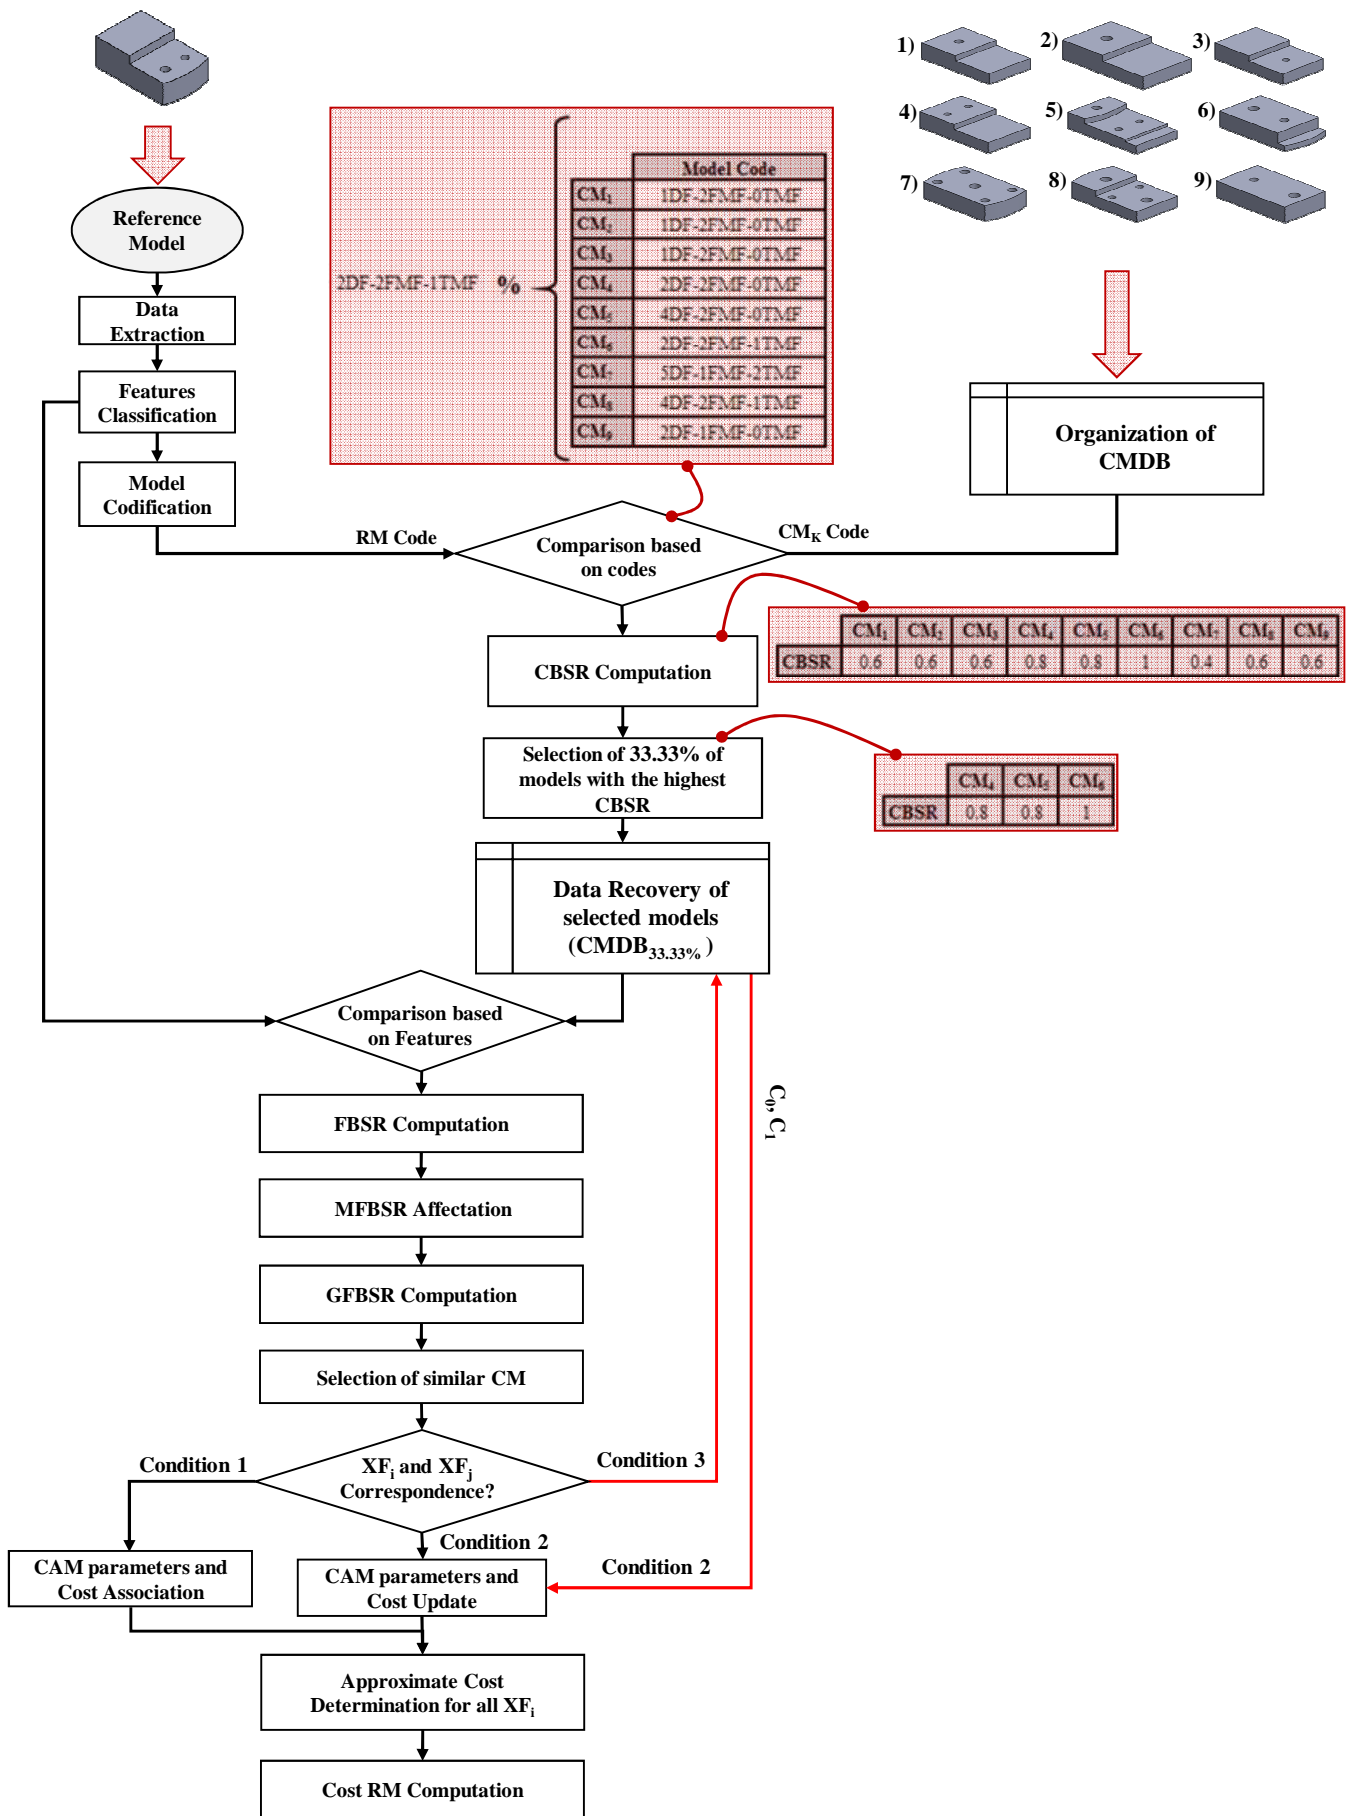 1)
2)
3)
4)
5)
6)
7)
8)
9)
Reference
Model
Data
Extraction
Features
Classification
Model
Codification
2DF-2FMF-1TMF %
Model Code
CM1 1DF-2FMF-0TMF
CM2 1DF-2FMF-0TMF
CM3 1DF-2FMF-0TMF
CM4 2DF-2FMF-0TMF
CM5 4DF-2FMF-0TMF
CM6 2DF-2FMF-1TMF
CM7 5DF-1FMF-2TMF
CM8 4DF-2FMF-1TMF
CM9 2DF-1FMF-0TMF
Organization of
CMDB
RM Code
CMK Code
Comparison based
on codes
CBSR Computation
CM1 CM2 CM3 CM4 CM5 CM6 CM7 CM8 CM9
CBSR 0.6 0.6 0.6 0.8 0.8 1 0.4 0.6 0.6
Selection of 33.33% of
models with the highest
CBSR
CM4 CM5 CM6
CBSR 0.8 0.8 1
Data Recovery of
selected models
(CMDB33.33% )
Comparison based
on Features
C0, C1
FBSR Computation
MFBSR Affectation
GFBSR Computation
Selection of similar CM
Condition 1
XFi and XFj
Correspondence?
Condition 3
Condition 2
Condition 2
CAM parameters and
Cost Association
CAM parameters and
Cost Update
Approximate Cost
Determination for all XFi
Cost RM Computation